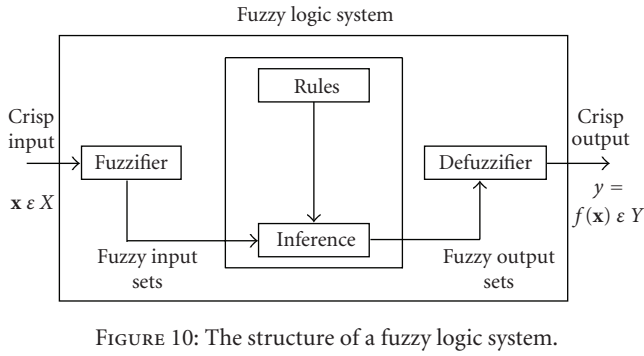 Fuzzy logic system
Rules
Crisp
input
x ε X
Fuzzifier
Fuzzy input
sets
Inference
Defuzzifier
Fuzzy output
sets
Crisp
output
y =
f(x) ε Y
FIGURE 10: The structure of a fuzzy logic system.